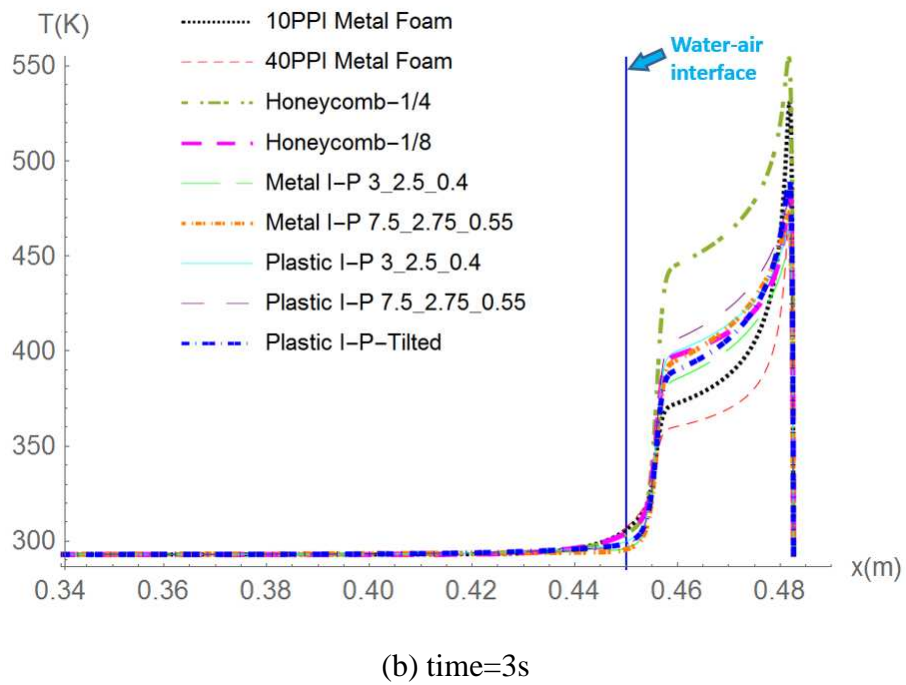 T(K)
10PPI Metal Foam
40PPI Metal Foam
Honeycomb-1/4
Honeycomb-1/8
Metal I-P 3_2.5_0.4
Metal I-P 7.5_2.75_0.55
Plastic I-P 3_2.5_0.4
Plastic I-P 7.5_2.75_0.55
Plastic I-P-Tilted
Water-air
interface
550
500
450
400
350
300
0.34
0.36
0.38
0.40
0.42
0.44
0.46
0.48
x(m)
(b) time=3s